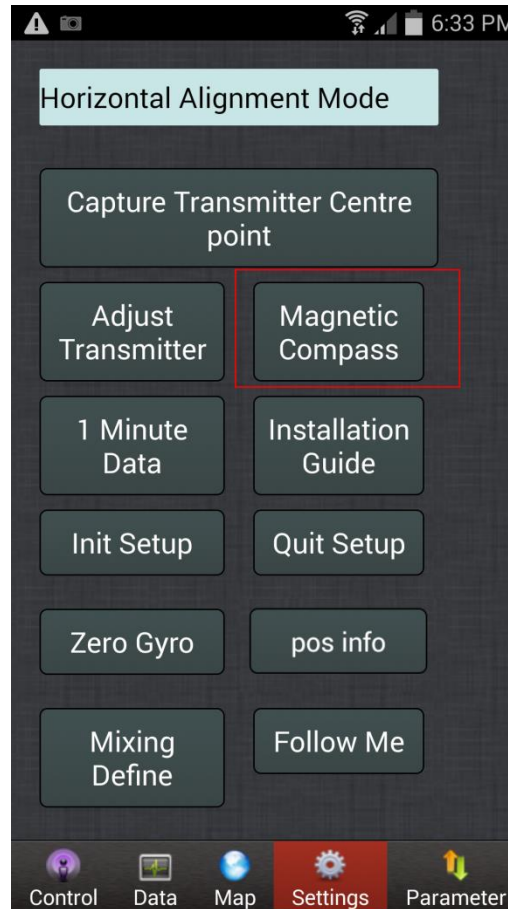 6:33 PM
Horizontal Alignment Mode
Capture Transmitter Centre
point
Adjust
Transmitter
Magnetic
Compass
1 Minute
Data
Installation
Guide
Init Setup
Quit Setup
Zero Gyro
pos info
Mixing
Define
Follow Me
Control Data Map Settings Parameter